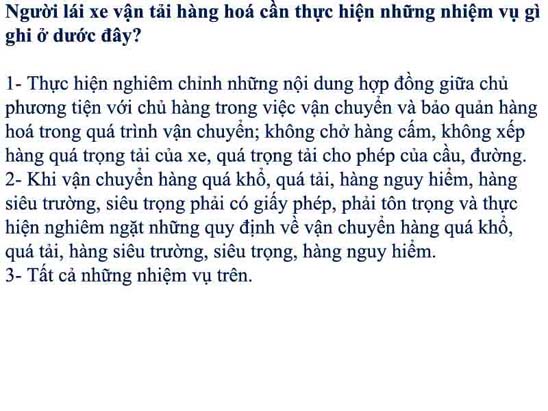 Người lái xe vận tải hàng hoá cần thực hiện những nhiệm vụ gì
ghi ở dước đây?
1- Thực hiện nghiêm chỉnh những nội dung hợp đồng giữa chủ
phương tiện với chủ hàng trong việc vận chuyển và bảo quản hàng
hoá trong quá trình vận chuyển; không chở hàng cấm, không xếp
hàng quá trọng tải của xe, quá trọng tải cho phép của cầu, đường.
2- Khi vận chuyển hàng quá khổ, quá tải, hàng nguy hiểm, hàng
siêu trường, siêu trọng phải có giấy phép, phải tôn trọng và thực
hiện nghiêm ngặt những quy định về vận chuyển hàng quá khổ,
quá tải, hàng siêu trường, siêu trọng, hàng nguy hiểm.
3- Tất cả những nhiệm vụ trên.